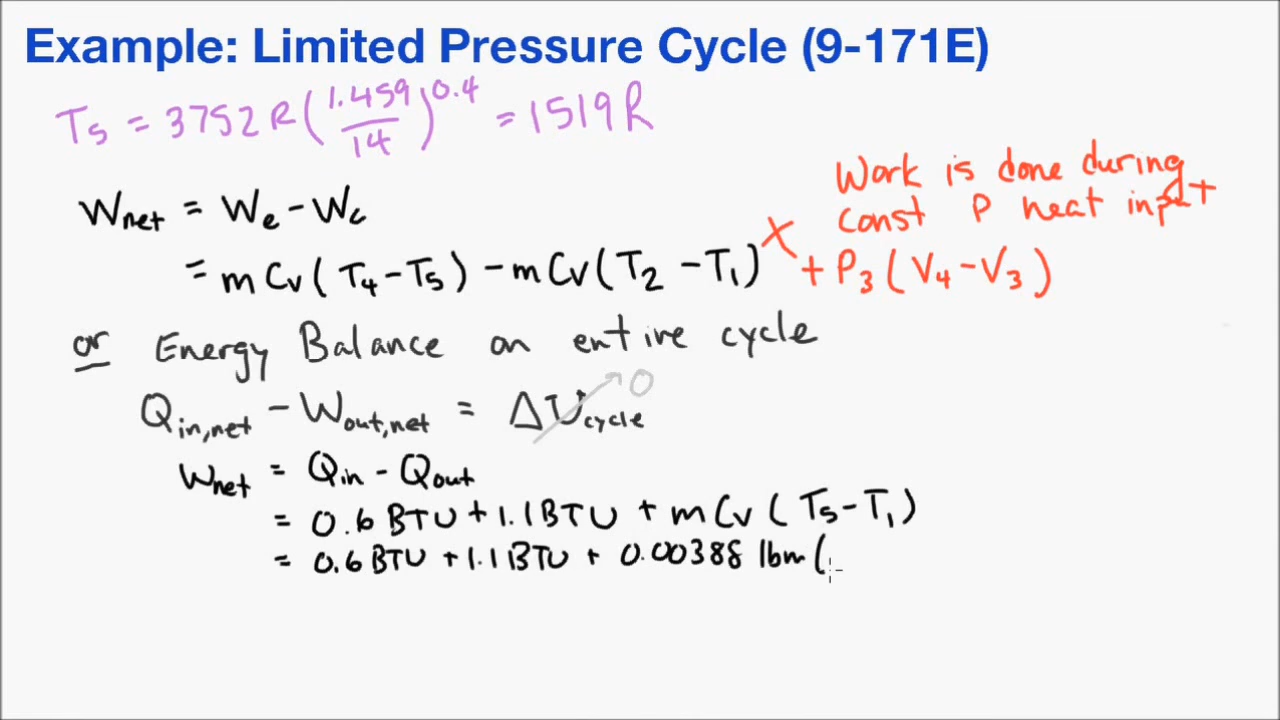 Example: Limited Pressure Cycle (9-171E)
T5 = 3752 R (1.459/14)^0.4 = 1519 R
Work is done during
const P heat input
Wnet = We - Wc
= m Cv (T4 - T5) - m Cv (T2 - T1) + P3 (V4 - V3)
or Energy Balance on entire cycle
Qin,net - Wout,net = ΔUcycle 0
Wnet = Qin - Qout
= 0.6 BTU + 1.1 BTU + m Cv (T5 - T1)
= 0.6 BTU + 1.1 BTU + 0.00388 lbm (